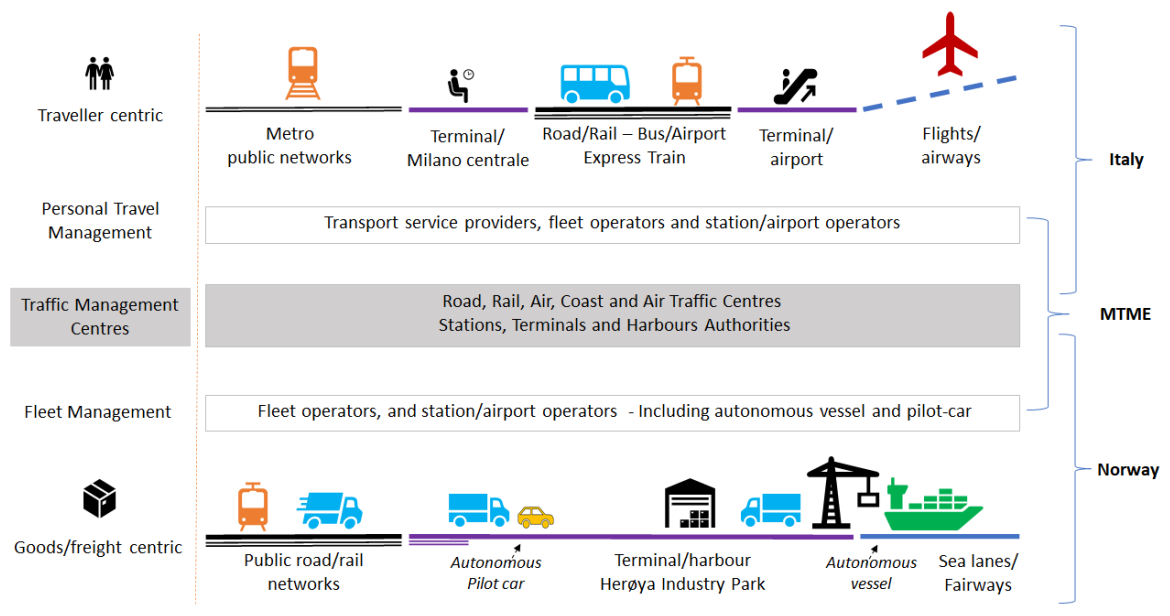 Traveller centric
Metro
public networks
Terminal/
Milano centrale
Road/Rail – Bus/Airport
Express Train
Terminal/
airport
Flights/
airways
Italy
Personal Travel
Management
Transport service providers, fleet operators and station/airport operators
Traffic Management
Centres
Road, Rail, Air, Coast and Air Traffic Centres
Stations, Terminals and Harbours Authorities
MTME
Fleet Management
Fleet operators, and station/airport operators - Including autonomous vessel and pilot-car
Norway
Goods/freight centric
Public road/rail
networks
Autonomous
Pilot car
Terminal/harbour
Herøya Industry Park
Autonomous
vessel
Sea lanes/
Fairways